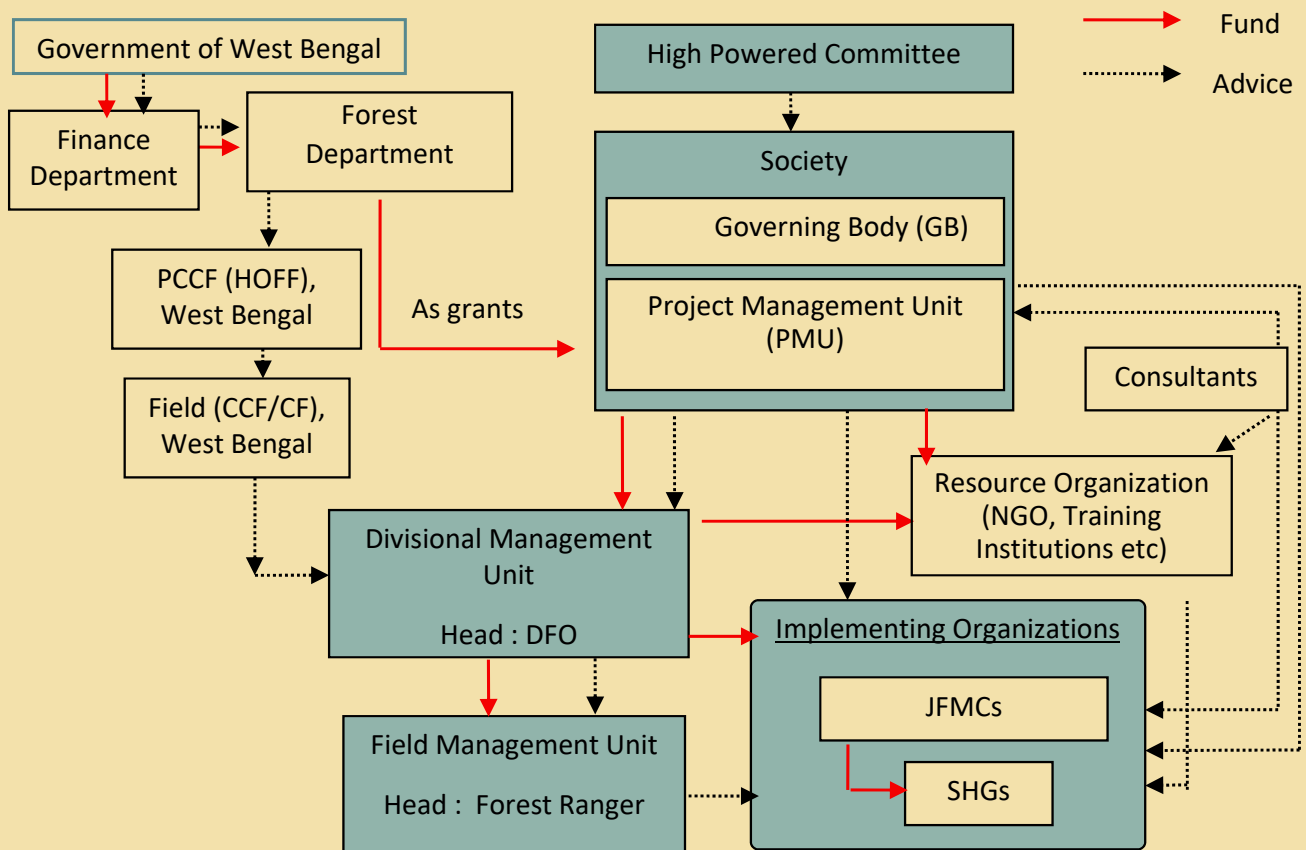 Government of West Bengal
High Powered Committee
Fund
Advice
Finance
Department
Forest
Department
Society
Governing Body (GB)
PCCF (HOFF),
West Bengal
As grants
Project Management Unit
(PMU)
Consultants
Field (CCF/CF),
West Bengal
Resource Organization
(NGO, Training
Institutions etc)
Divisional Management
Unit
Head : DFO
Implementing Organizations
JFMCs
SHGs
Field Management Unit
Head : Forest Ranger